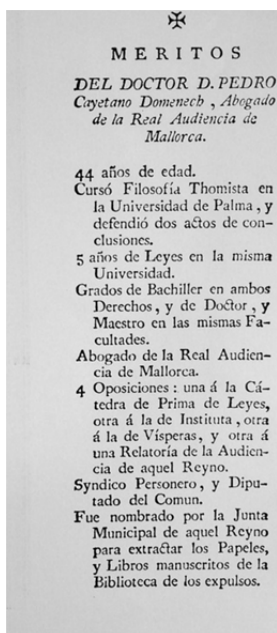 ✠
MERITOS
DEL DOCTOR D. PEDRO
Cayetano Domenech , Abogado
de la Real Audiencia de
Mallorca.
44 años de edad.
Cursó Filosofía Thomista en
la Universidad de Palma , y
defendió dos actos de con-
clusiones.
5 años de Leyes en la misma
Universidad.
Grados de Bachiller en ambos
Derechos , y de Doctor , y
Maestro en las mismas Fa-
cultades.
Abogado de la Real Audien-
cia de Mallorca.
4 Oposiciones : una á la Cá-
tedra de Prima de Leyes,
otra á la de Instituta , otra
á la de Vísperas, y otra á
una Relatoría de la Audien-
cia de aquel Reyno.
Syndico Personero , y Dipu-
tado del Comun.
Fue nombrado por la Junta
Municipal de aquel Reyno
para extractar los Papeles,
y Libros manuscritos de la
Biblioteca de los expulsos.